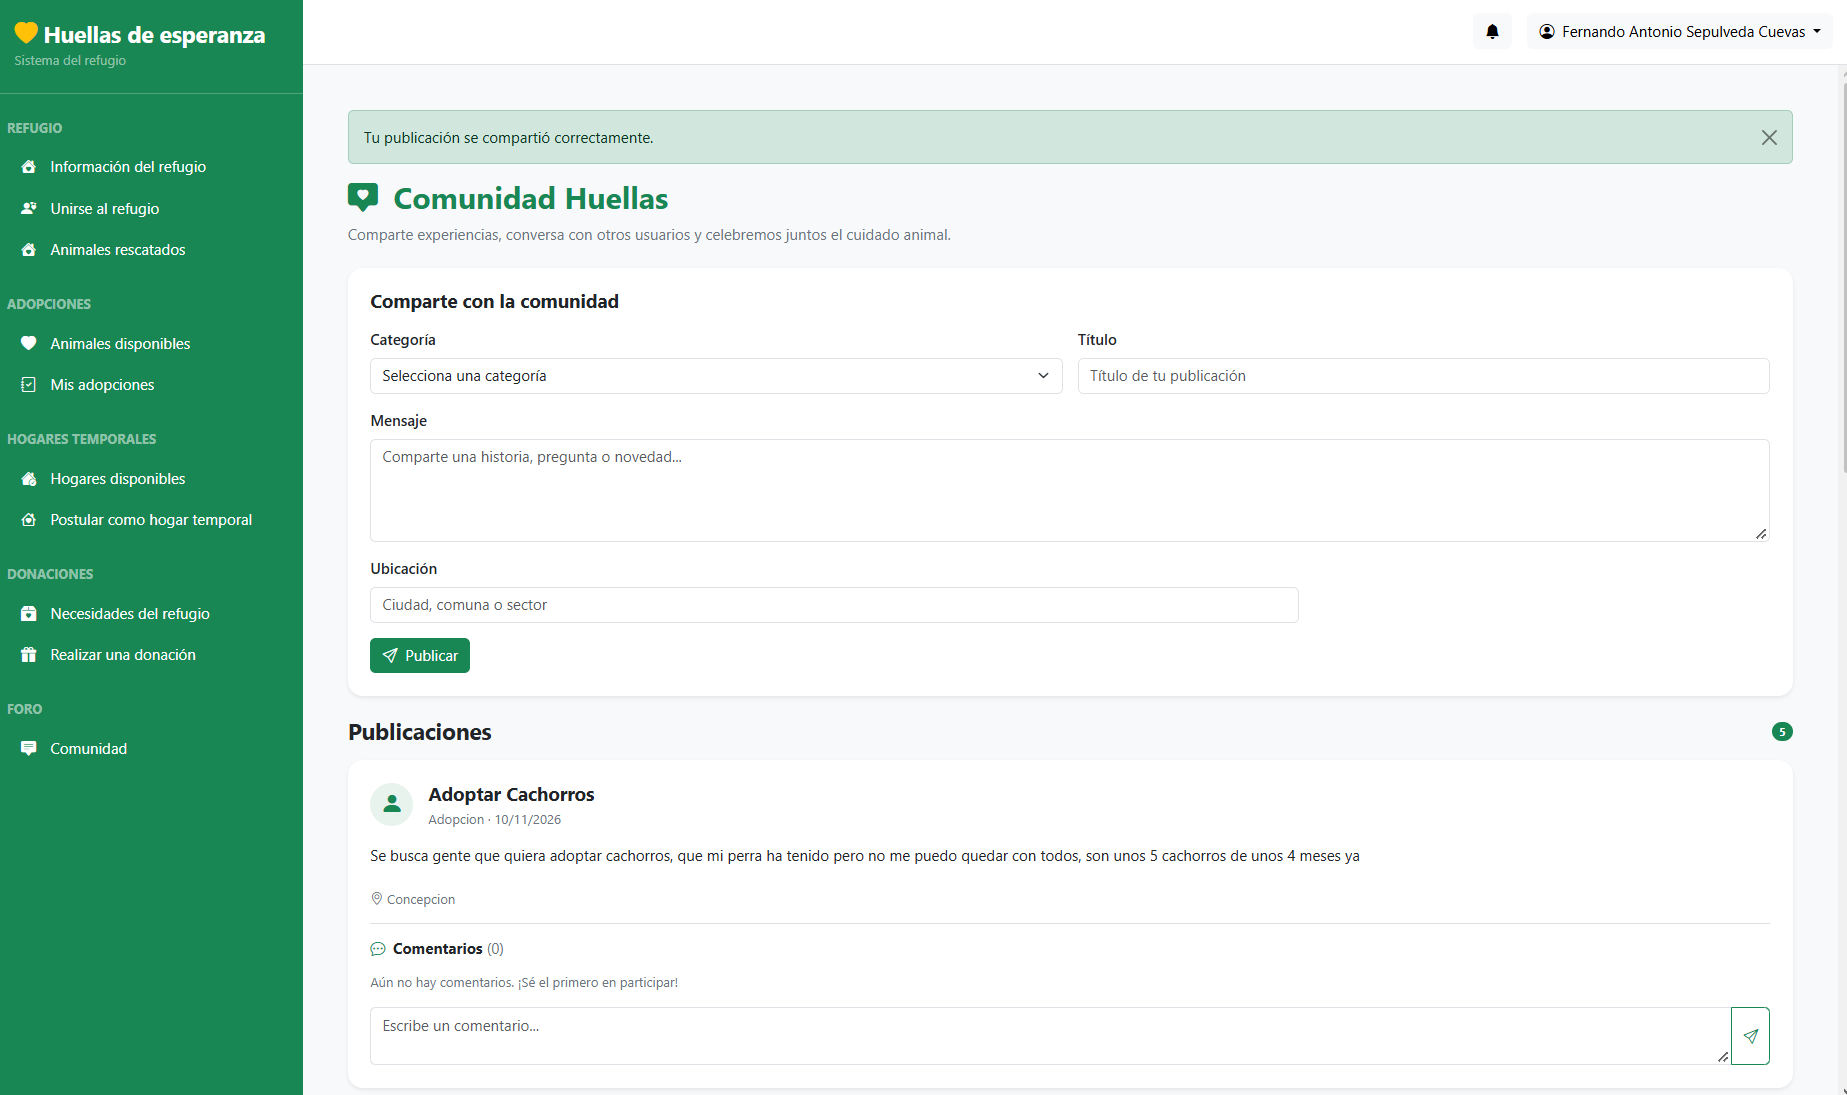 Huellas de esperanza
Sistema del refugio
REFUGIO
Información del refugio
Unirse al refugio
Animales rescatados
ADOPCIONES
Animales disponibles
Mis adopciones
HOGARES TEMPORALES
Hogares disponibles
Postular como hogar temporal
DONACIONES
Necesidades del refugio
Realizar una donación
FORO
Comunidad
Fernando Antonio Sepulveda Cuevas
Tu publicación se compartió correctamente.
Comunidad Huellas
Comparte experiencias, conversa con otros usuarios y celebremos juntos el cuidado animal.
Comparte con la comunidad
Categoría
Selecciona una categoría
Título
Título de tu publicación
Mensaje
Comparte una historia, pregunta o novedad...
Ubicación
Ciudad, comuna o sector
Publicar
Publicaciones
5
Adoptar Cachorros
Adopcion · 10/11/2026
Se busca gente que quiera adoptar cachorros, que mi perra ha tenido pero no me puedo quedar con todos, son unos 5 cachorros de unos 4 meses ya
Concepcion
Comentarios (0)
Aún no hay comentarios. ¡Sé el primero en participar!
Escribe un comentario...